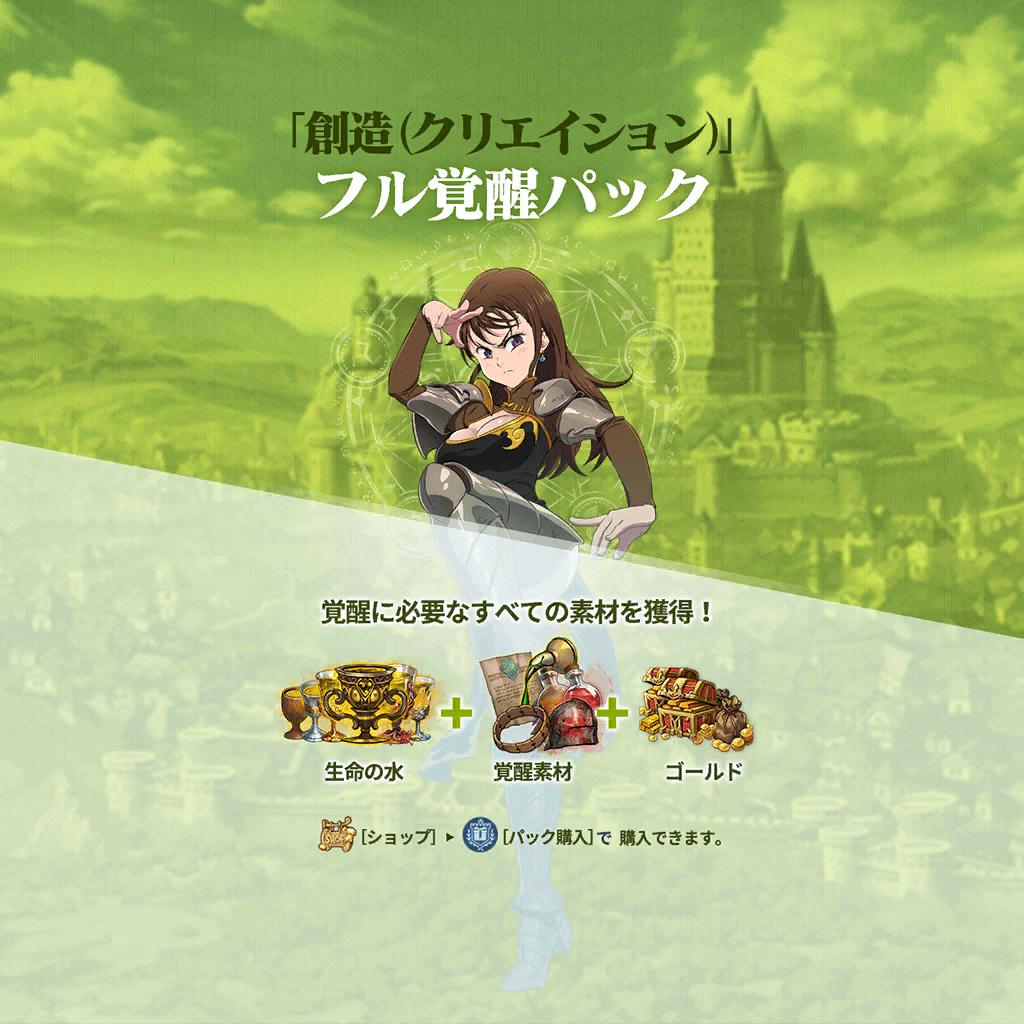 「創造(クリエイション)」
フル覚醒パック
覚醒に必要なすべての素材を獲得！
生命の水
覚醒素材
ゴールド
SHOP [ショップ] ▶ [パック購入]で 購入できます。